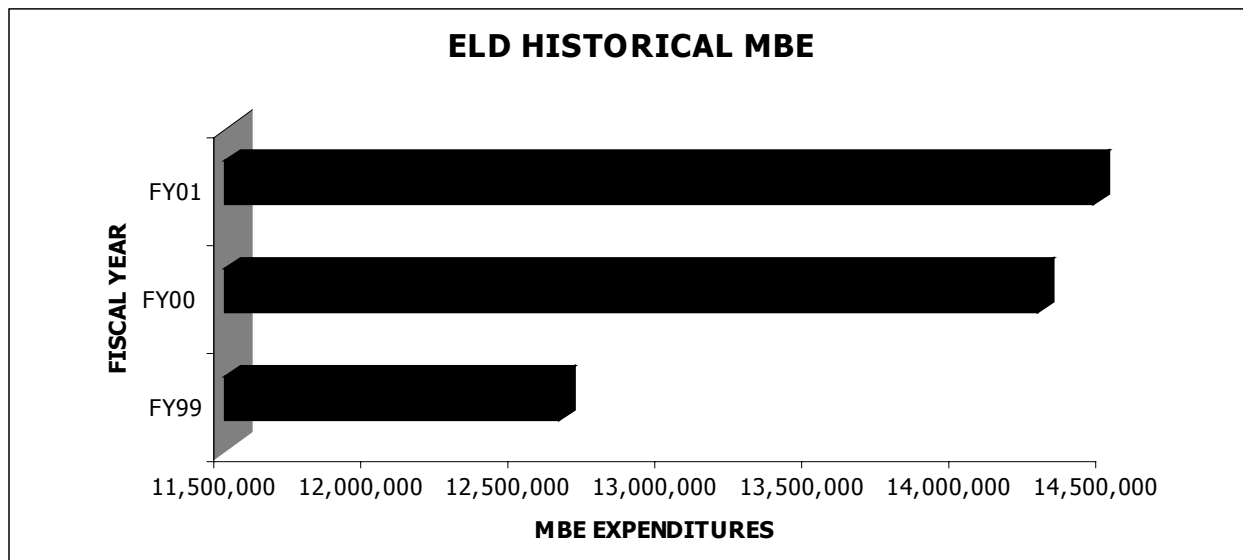 ELD HISTORICAL MBE
FISCAL YEAR
FY01
FY00
FY99
11,500,000 12,000,000 12,500,000 13,000,000 13,500,000 14,000,000 14,500,000
MBE EXPENDITURES